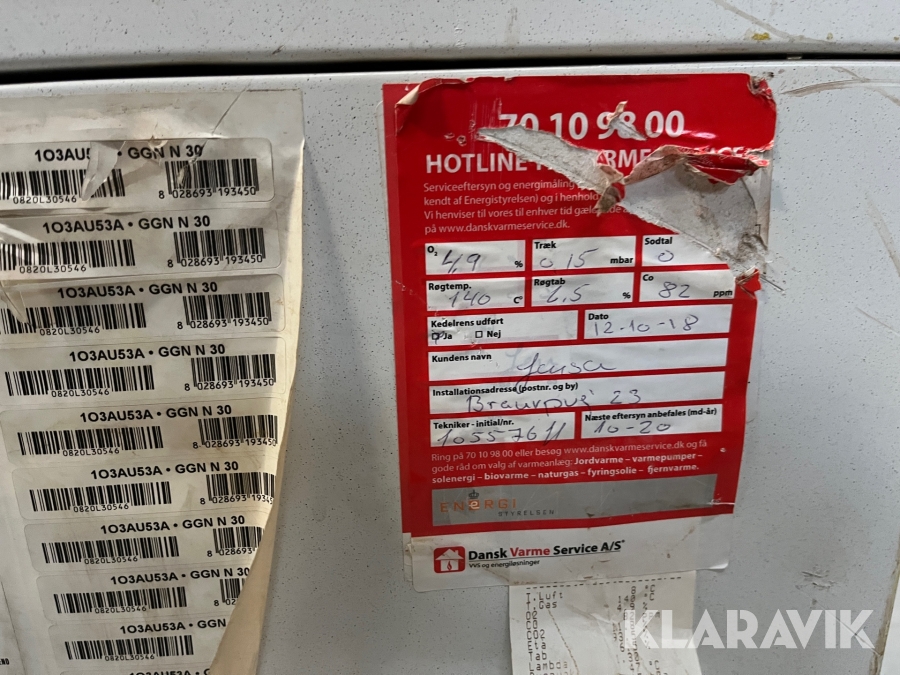 1O3AU5 A • GGN N 30
0820L30546
8 028693 193450
1O3AU53A • GGN N 30
0820L30546
8 028693 193450
1O3AU53A • GGN N 30
0820L30546
8 028693 193450
1O3AU53A • GGN N 30
0820L30546
8 028693 193450
1O3AU53A • GGN N 30
0820L30546
8 028693 193450
1O3AU53A • GGN N 30
0820L30546
8 028693 1934
1O3AU53A • GGN N 30
0820L30546
8 028693
1O3AU53A • GGN N 30
0820L30546
8 028
1O3AU53A • GGN
0820L30546
70 10 98 00
HOTLINE
Serviceeftersyn og energimåling
kendt af Energistyrelsen) og i henhold
Vi henviser til vores til enhver tid
på www.danskvarmeservice.dk.
O2 4,9 %
Træk 0,15 mbar
Sodtal 0
Røgtemp. 140 C°
Røgtab 6,5 %
Co 82 ppm
Kedelrens udført
Ja Nej
Dato 12-10-18
Kundens navn
Installationsadresse (postnr. og by)
23
Tekniker - initial/nr.
Næste eftersyn anbefales (md-år)
10-20
Ring på 70 10 98 00 eller besøg www.danskvarmeservice.dk og få
gode råd om valg af varmeanlæg: Jordvarme – varmepumper –
solenergi – biovarme – naturgas – fyringsolie – fjernvarme.
ENERGI
STYRELSEN
Dansk Varme Service A/S
VVS og energiløsninger
T.Luft
T.Gas
KLARAVIK